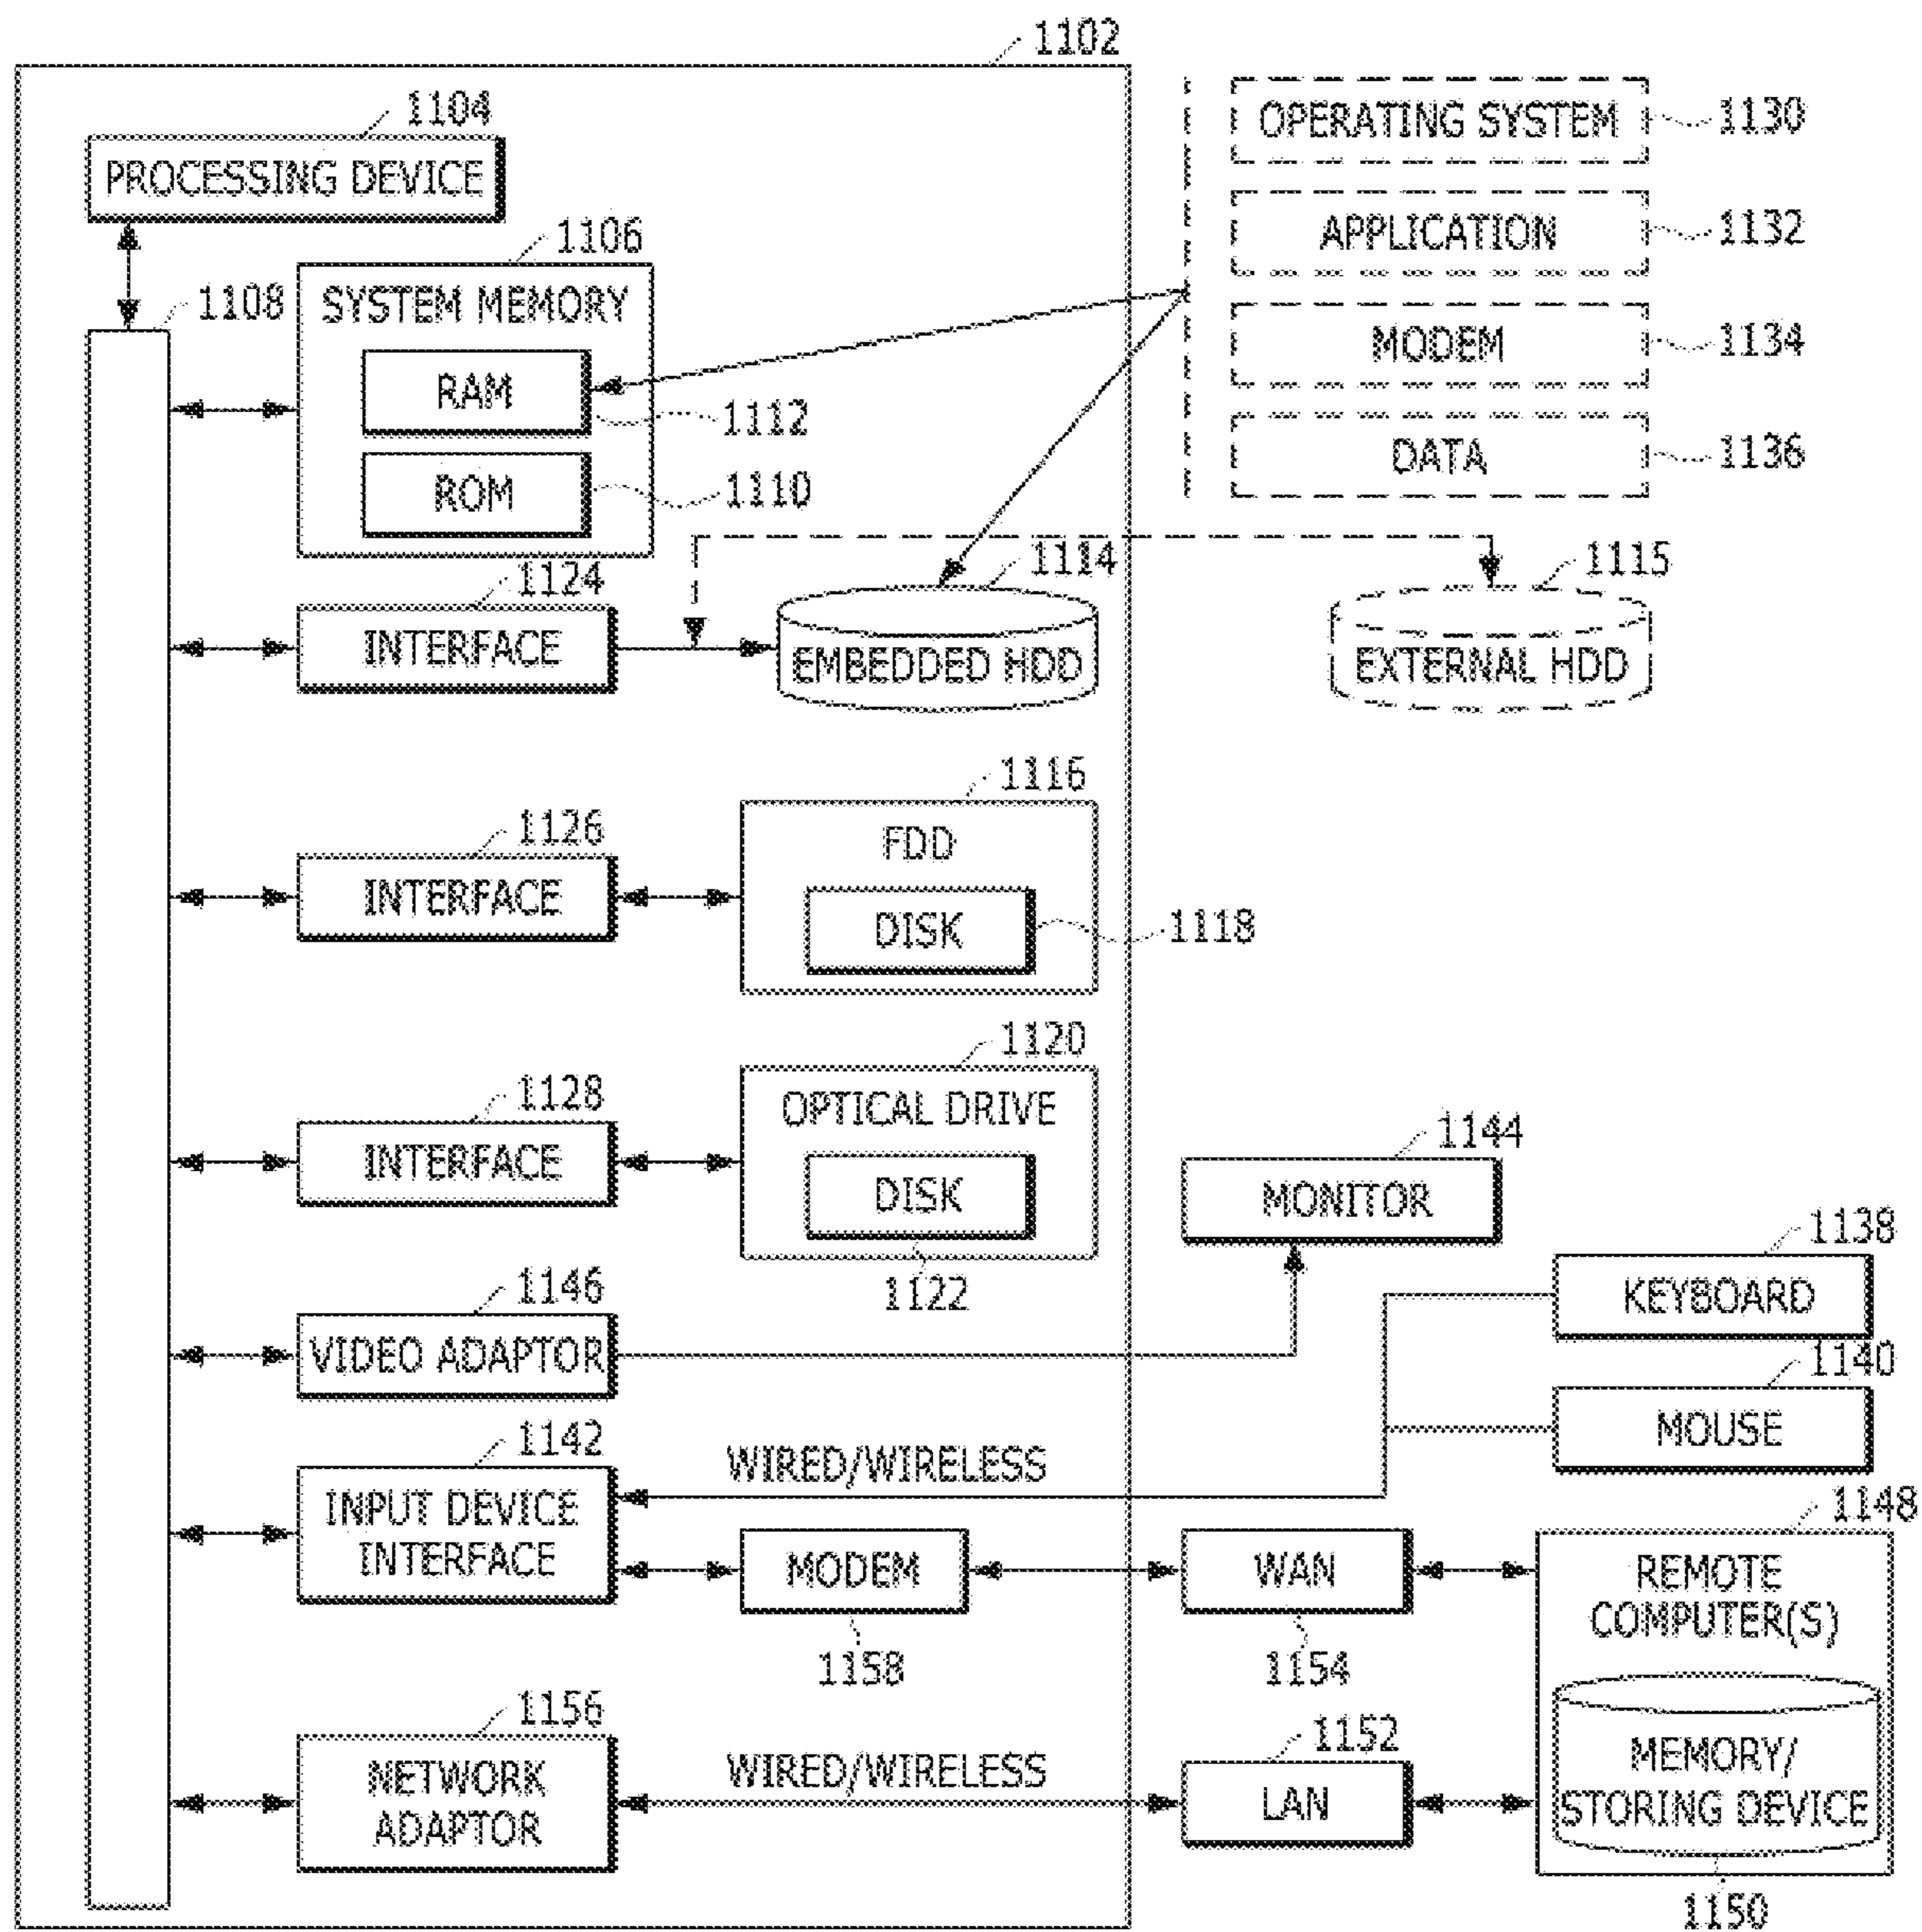 1102
1104
PROCESSING DEVICE
OPERATING SYSTEM
1130
1106
SYSTEM MEMORY
APPLICATION
1132
1108
RAM
1112
MODEM
1134
ROM
1110
DATA
1136
1124
INTERFACE
1114
EMBEDDED HDD
1115
EXTERNAL HDD
1126
INTERFACE
1116
FDD
DISK
1118
1128
INTERFACE
1120
OPTICAL DRIVE
DISK
1122
1144
MONITOR
1138
KEYBOARD
1146
VIDEO ADAPTOR
1140
MOUSE
1142
INPUT DEVICE
INTERFACE
WIRED/WIRELESS
MODEM
1158
WAN
1154
1148
REMOTE
COMPUTER(S)
MEMORY/
STORING DEVICE
1150
1156
NETWORK
ADAPTOR
WIRED/WIRELESS
1152
LAN